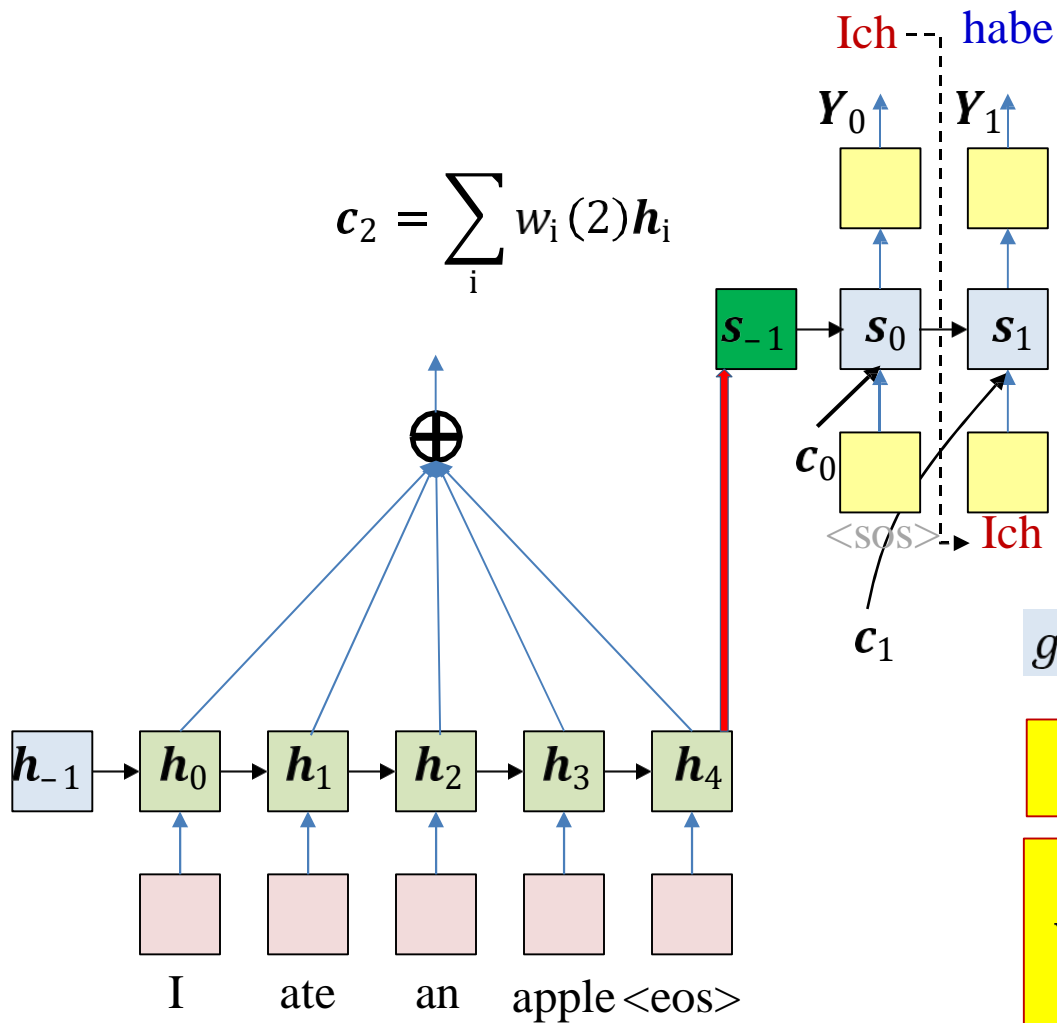 Ich habe
Y₀ Y₁
c₂ = ∑ᵢ wᵢ(2)hᵢ
s₋₁ s₀ s₁
c₀
<sos> Ich
c₁
g
h₋₁ h₀ h₁ h₂ h₃ h₄
I ate an apple <eos>